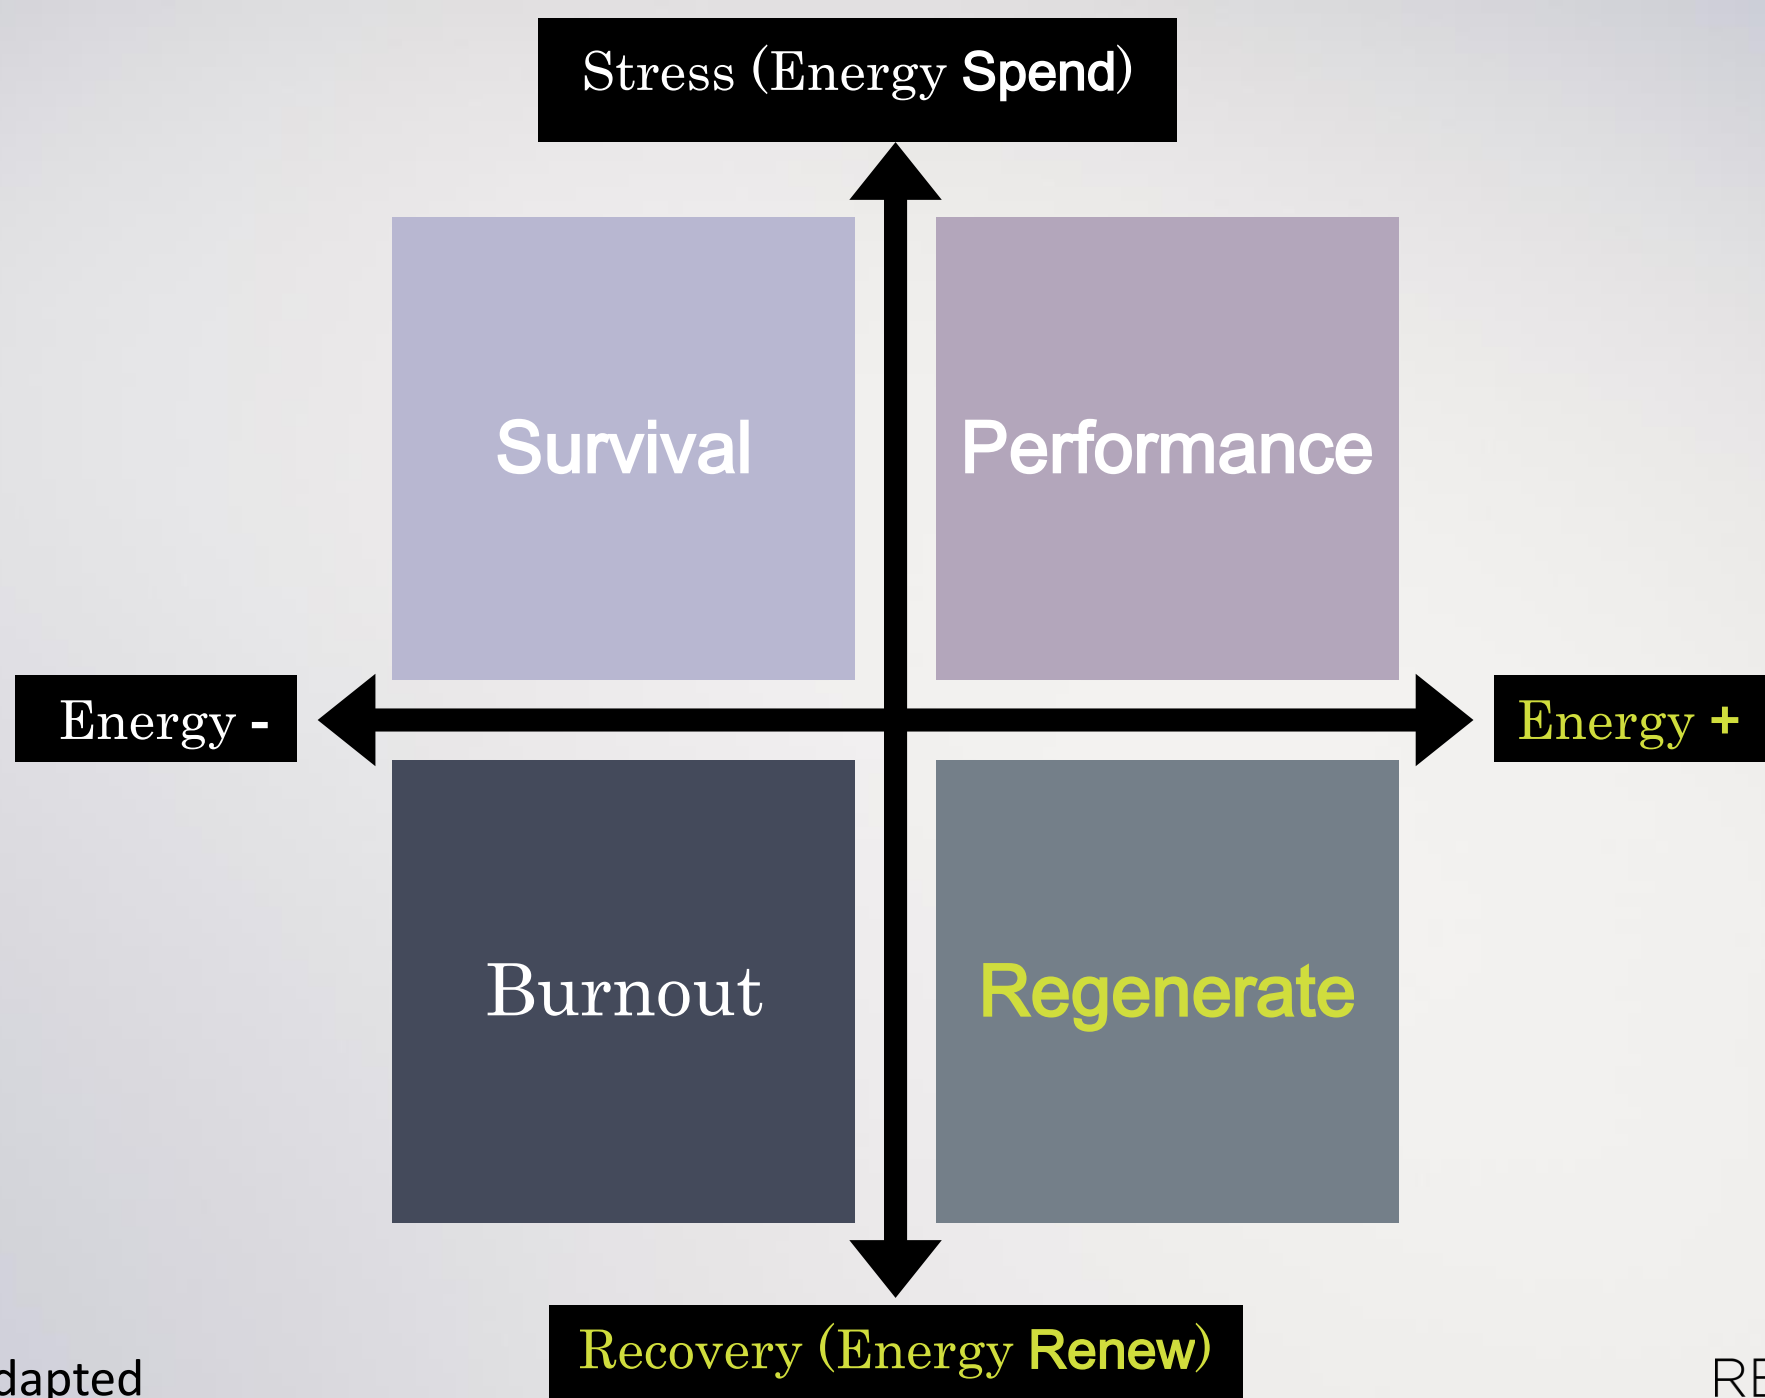 Stress (Energy Spend)
Survival
Performance
Energy -
Energy +
Burnout
Regenerate
Recovery (Energy Renew)
dapted
RE